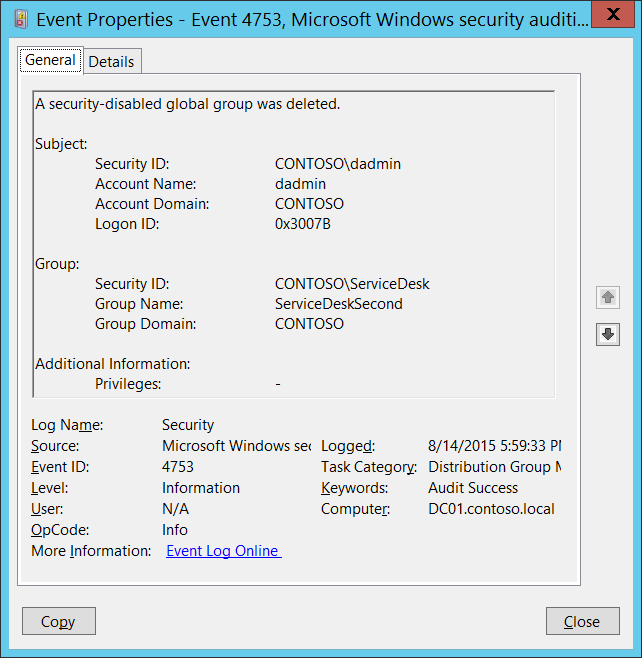 Event Properties - Event 4753, Microsoft Windows security auditi...
X
General Details
A security-disabled global group was deleted.
Subject:
Security ID: CONTOSO\dadmin
Account Name: dadmin
Account Domain: CONTOSO
Logon ID: 0x3007B
Group:
Security ID: CONTOSO\ServiceDesk
Group Name: ServiceDeskSecond
Group Domain: CONTOSO
Additional Information:
Privileges: -
Log Name: Security
Source: Microsoft Windows sec Logged: 8/14/2015 5:59:33 PM
Event ID: 4753 Task Category: Distribution Group M
Level: Information Keywords: Audit Success
User: N/A Computer: DC01.contoso.local
OpCode: Info
More Information: Event Log Online
Copy Close